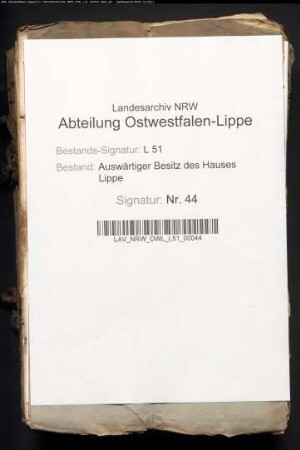 Landesarchiv NRW
Abteilung Ostwestfalen-Lippe
Bestands-Signatur: L 51
Bestand: Auswärtiger Besitz des Hauses
Lippe
Signatur: Nr. 44
LAV_NRW_OWL_L51_00044